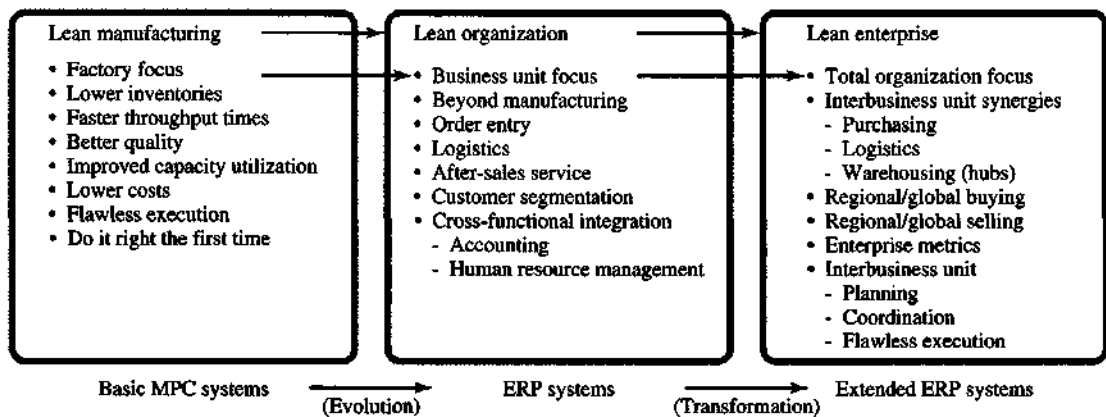 Lean manufacturing
• Factory focus
• Lower inventories
• Faster throughput times
• Better quality
• Improved capacity utilization
• Lower costs
• Flawless execution
• Do it right the first time
Lean organization
• Business unit focus
• Beyond manufacturing
• Order entry
• Logistics
• After-sales service
• Customer segmentation
• Cross-functional integration
- Accounting
- Human resource management
Lean enterprise
• Total organization focus
• Interbusiness unit synergies
- Purchasing
- Logistics
- Warehousing (hubs)
• Regional/global buying
• Regional/global selling
• Enterprise metrics
• Interbusiness unit
- Planning
- Coordination
- Flawless execution
Basic MPC systems
(Evolution)
ERP systems
(Transformation)
Extended ERP systems